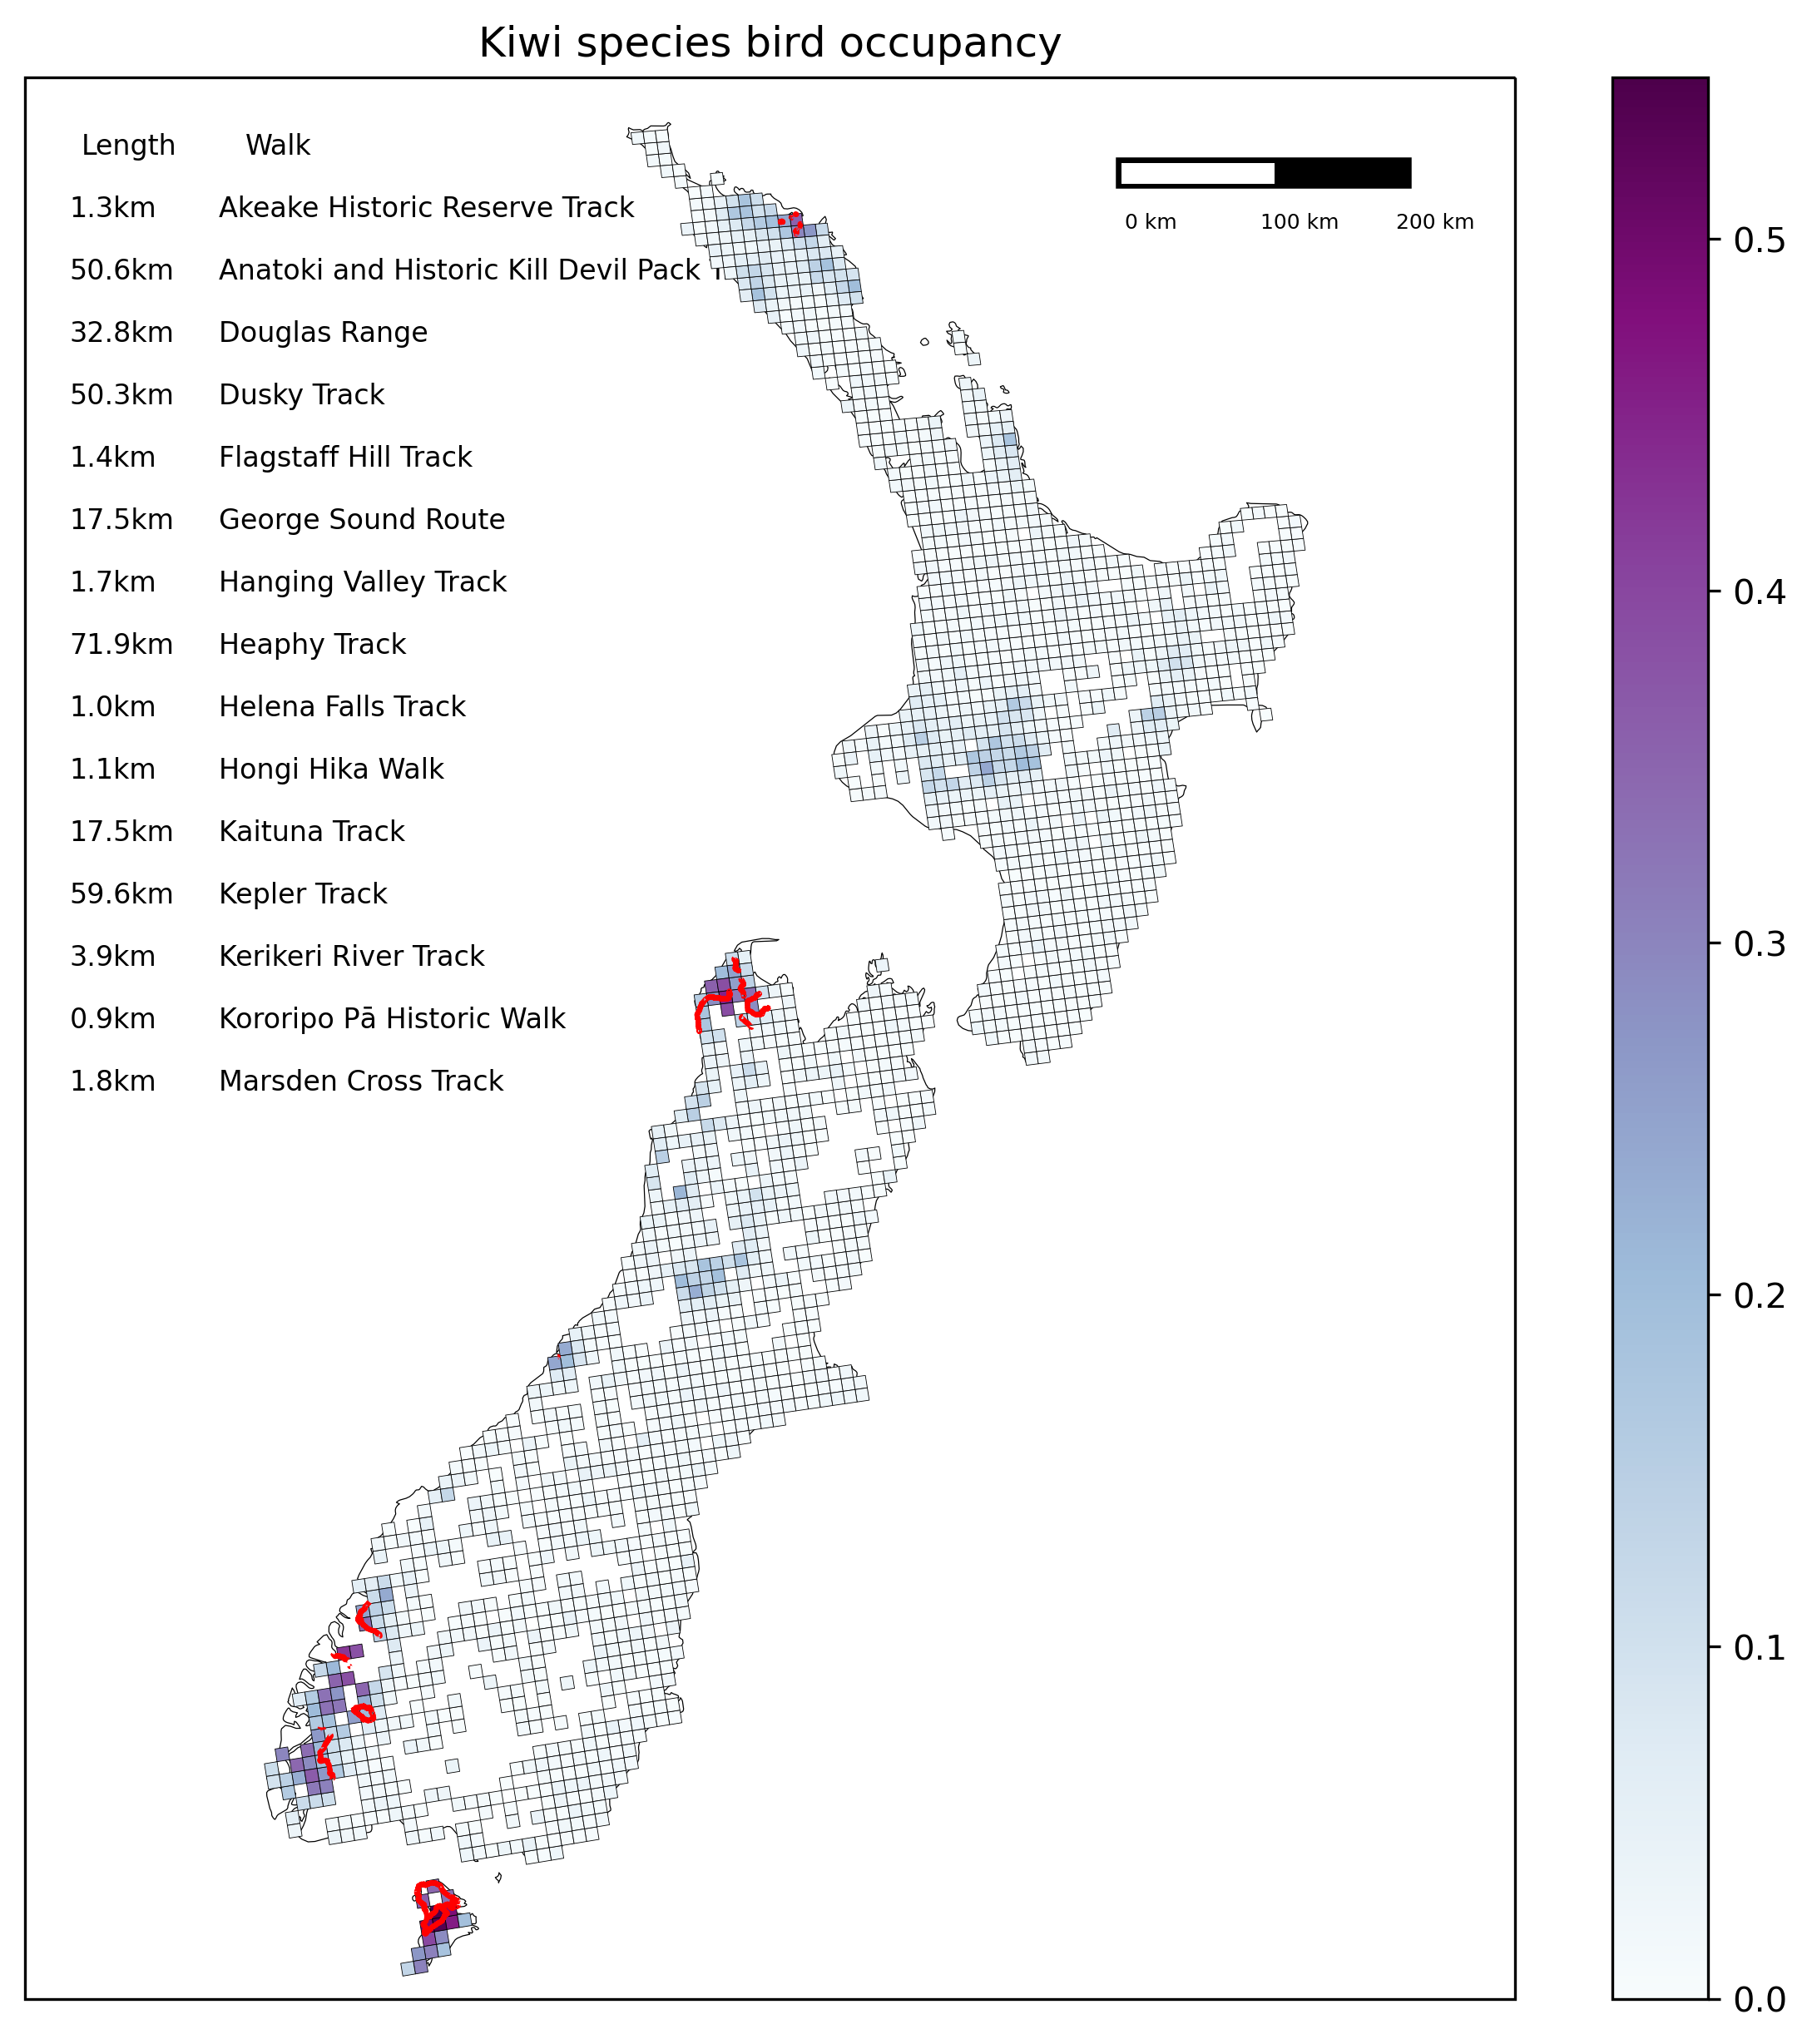 Kiwi species bird occupancy
Length Walk
1.3km Akeake Historic Reserve Track
50.6km Anatoki and Historic Kill Devil Pack
32.8km Douglas Range
50.3km Dusky Track
1.4km Flagstaff Hill Track
17.5km George Sound Route
1.7km Hanging Valley Track
71.9km Heaphy Track
1.0km Helena Falls Track
1.1km Hongi Hika Walk
17.5km Kaituna Track
59.6km Kepler Track
3.9km Kerikeri River Track
0.9km Kororipo Pā Historic Walk
1.8km Marsden Cross Track
0 km 100 km 200 km
0.5
0.4
0.3
0.2
0.1
0.0